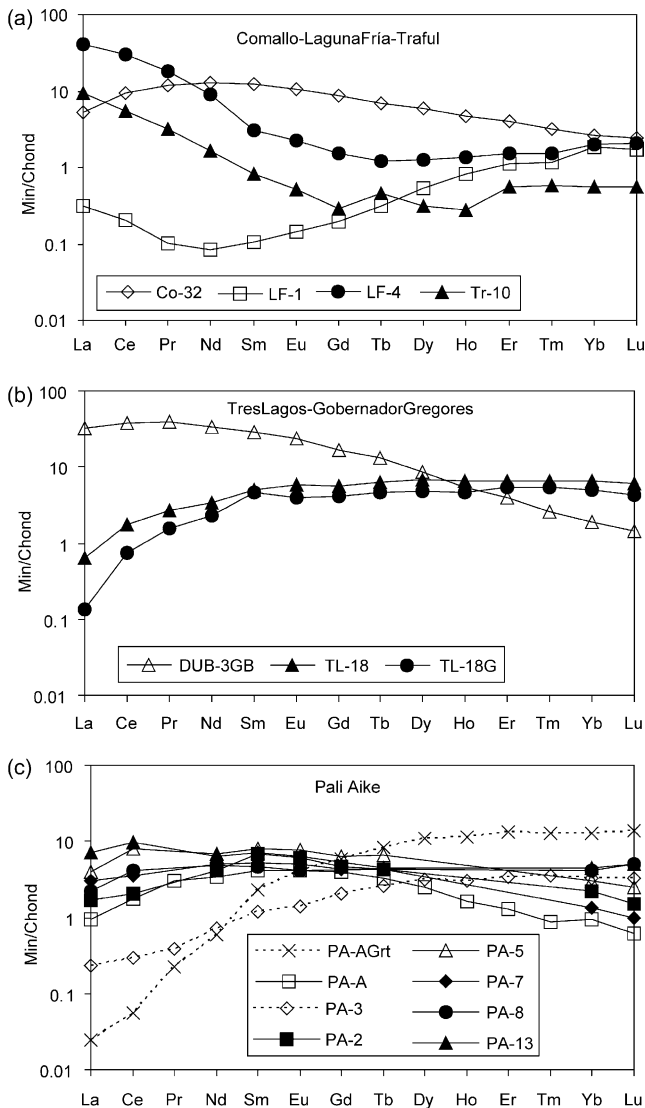 (a)
Comallo-LagunaFría-Traful
Min/Chond
100
10
1
0.1
0.01
Co-32 LF-1 LF-4 Tr-10
La Ce Pr Nd Sm Eu Gd Tb Dy Ho Er Tm Yb Lu
(b)
TresLagos-GobernadorGregores
Min/Chond
100
10
1
0.1
0.01
DUB-3GB TL-18 TL-18G
La Ce Pr Nd Sm Eu Gd Tb Dy Ho Er Tm Yb Lu
(c)
Pali Aike
Min/Chond
100
10
1
0.1
0.01
PA-AGrt PA-5
PA-A PA-7
PA-3 PA-8
PA-2 PA-13
La Ce Pr Nd Sm Eu Gd Tb Dy Ho Er Tm Yb Lu